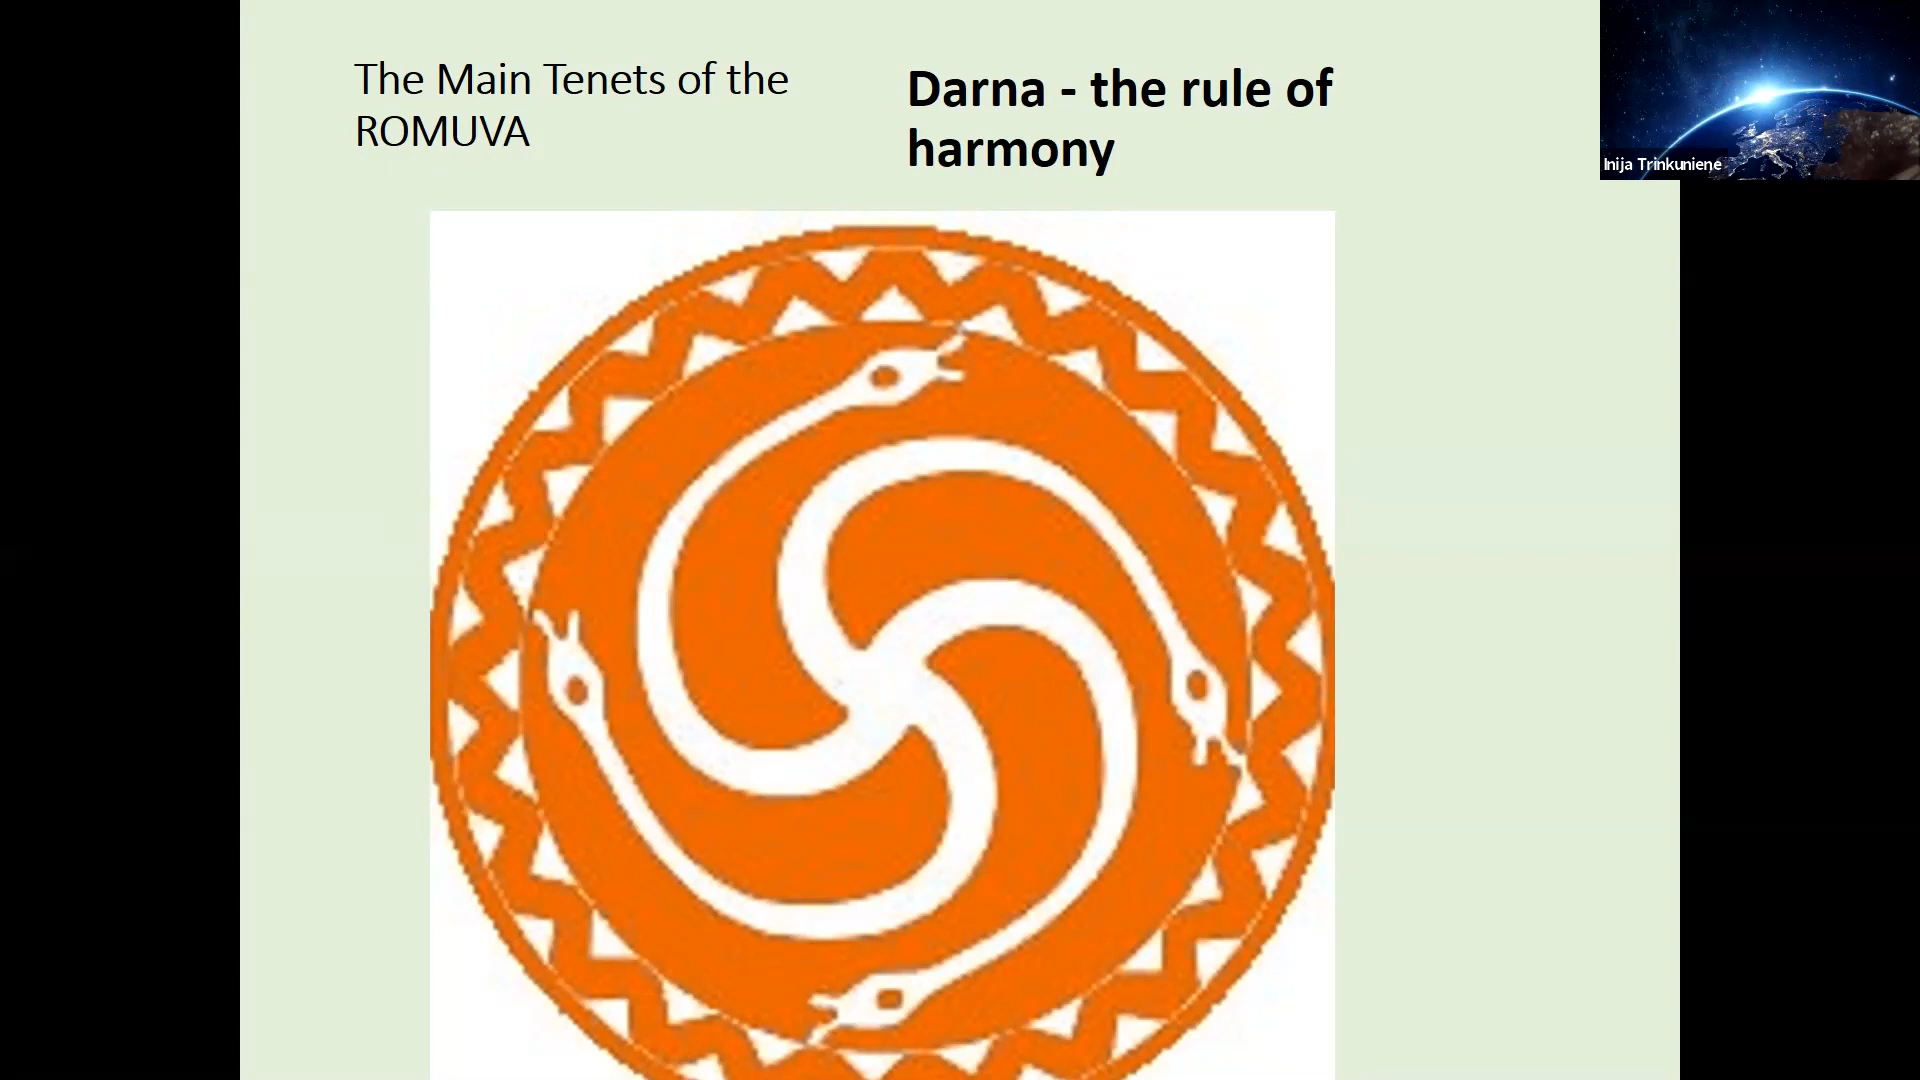 The Main Tenets of the
ROMUVA
Darna - the rule of
harmony
Inija Trinkuniene